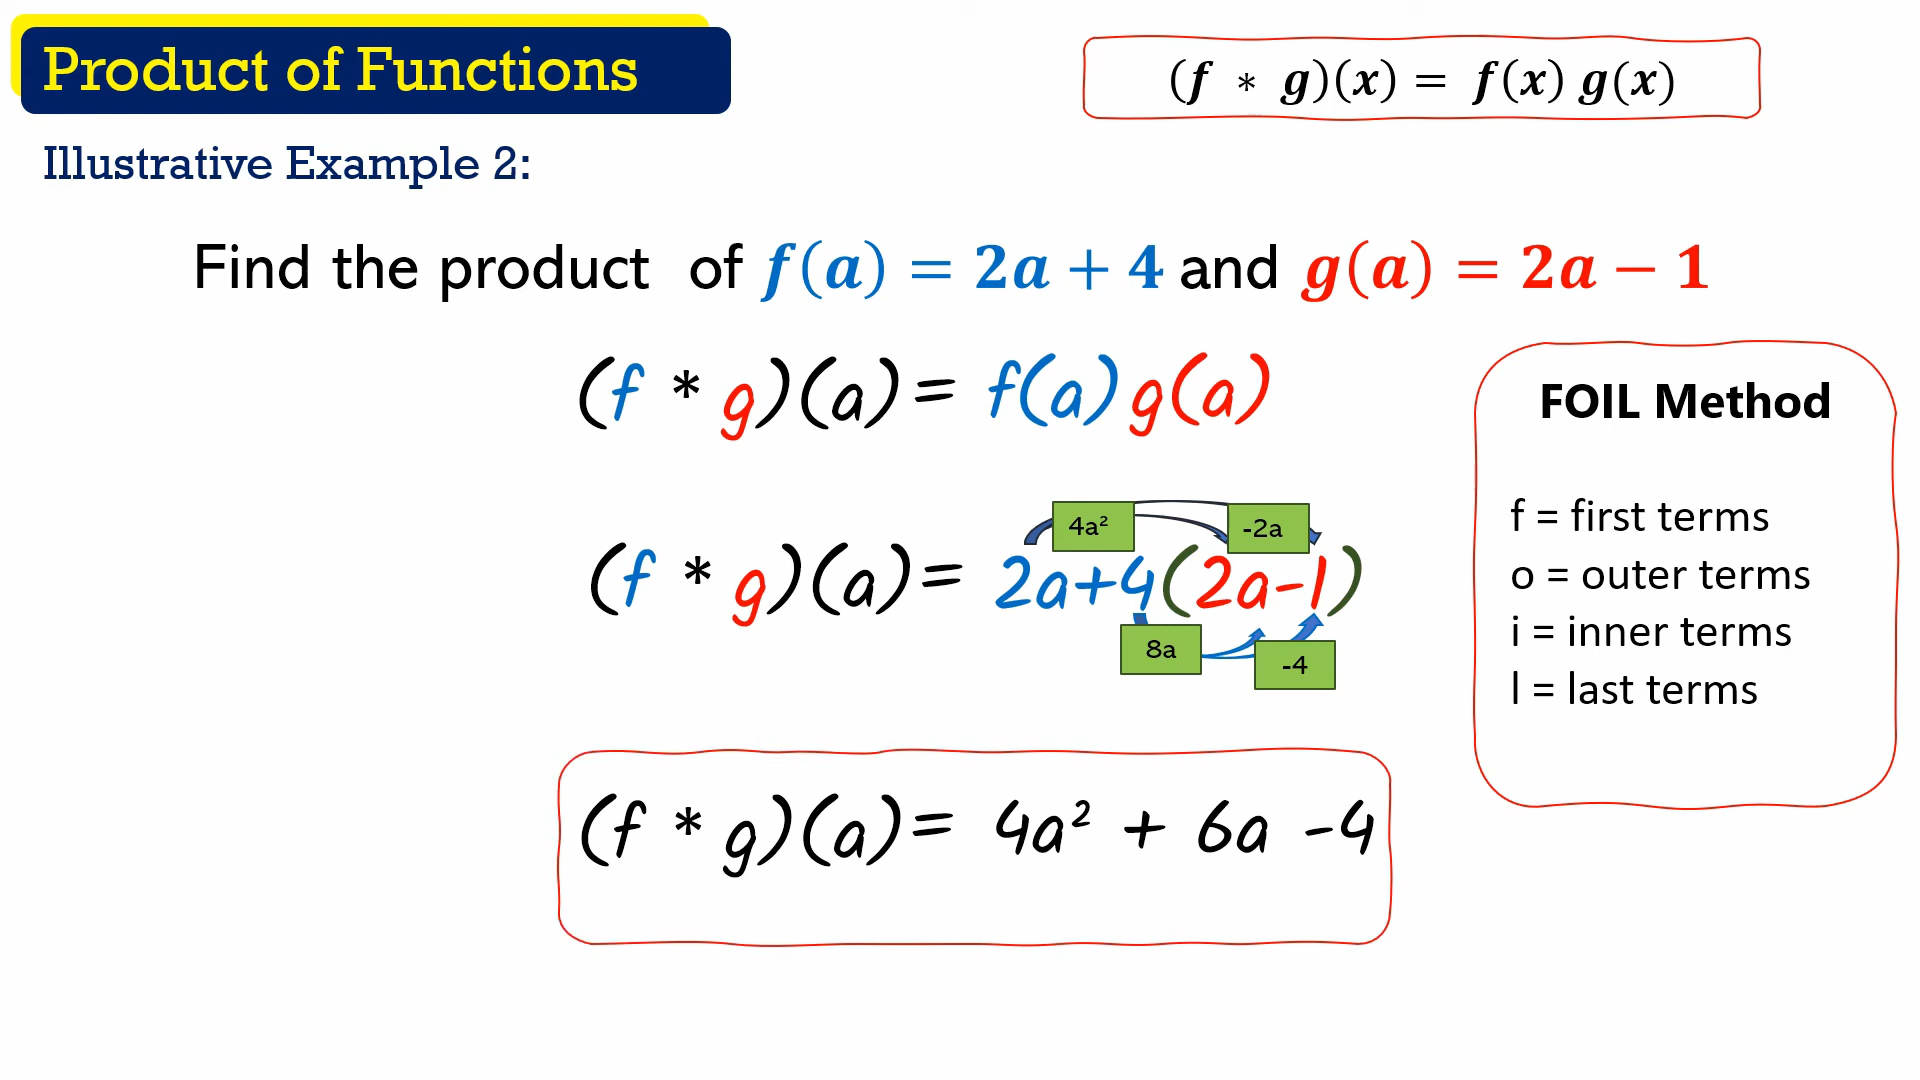 Product of Functions
(f * g)(x) = f(x) g(x)
Illustrative Example 2:
Find the product of f(a) = 2a + 4 and g(a) = 2a − 1
(f * g)(a)= f(a)g(a)
4a² -2a
(f * g)(a)= 2a+4(2a-1)
8a -4
(f * g)(a)= 4a² + 6a -4
FOIL Method
f = first terms
o = outer terms
i = inner terms
l = last terms